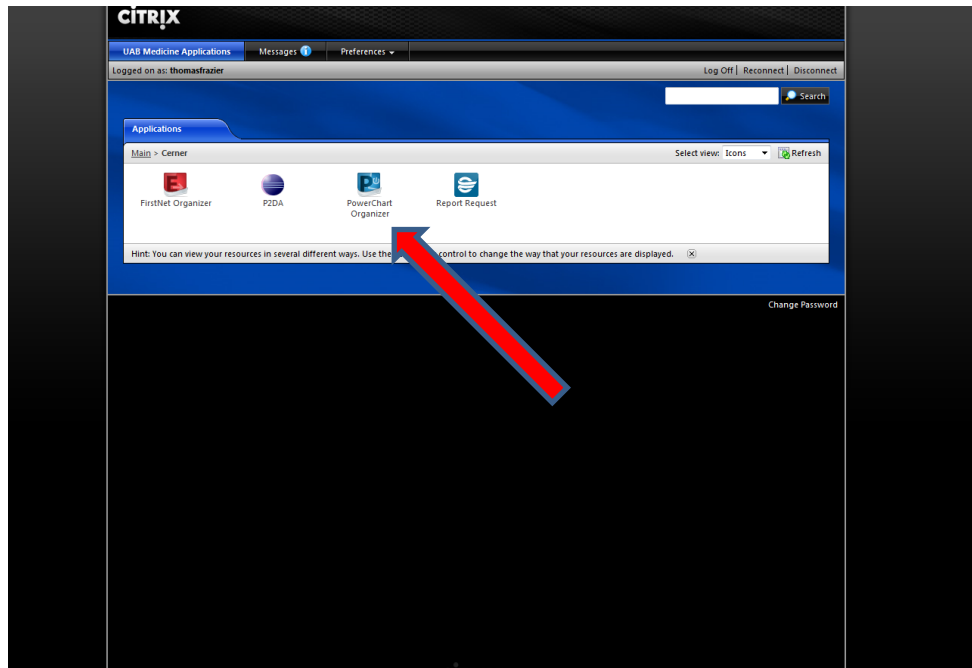 CİTRIX
UAB Medicine Applications Messages Preferences
Logged on as: thomasfrazier Log Off | Reconnect | Disconnect
Search
Applications
Main > Cerner Select view: Icons Refresh
FirstNet Organizer P2DA PowerChart Organizer Report Request
Hint: You can view your resources in several different ways. Use the control to change the way that your resources are displayed.
Change Password